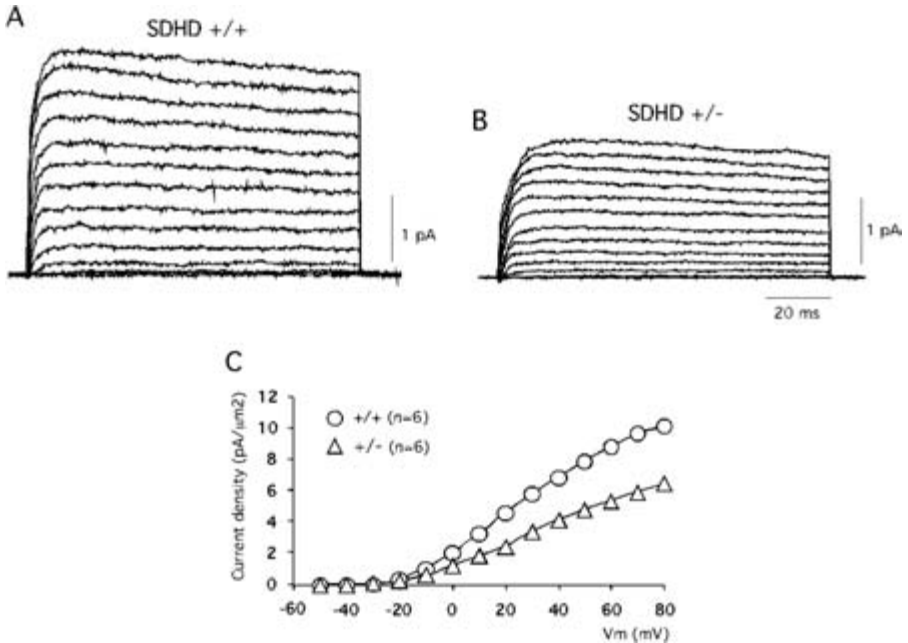 A
SDHD +/+
1 pA
B
SDHD +/-
1 pA
20 ms
C
Current density (pA/μm2)
12
10
8
6
4
2
0
+/+ (n=6)
+/- (n=6)
-60 -40 -20 0 20 40 60 80
Vm (mV)